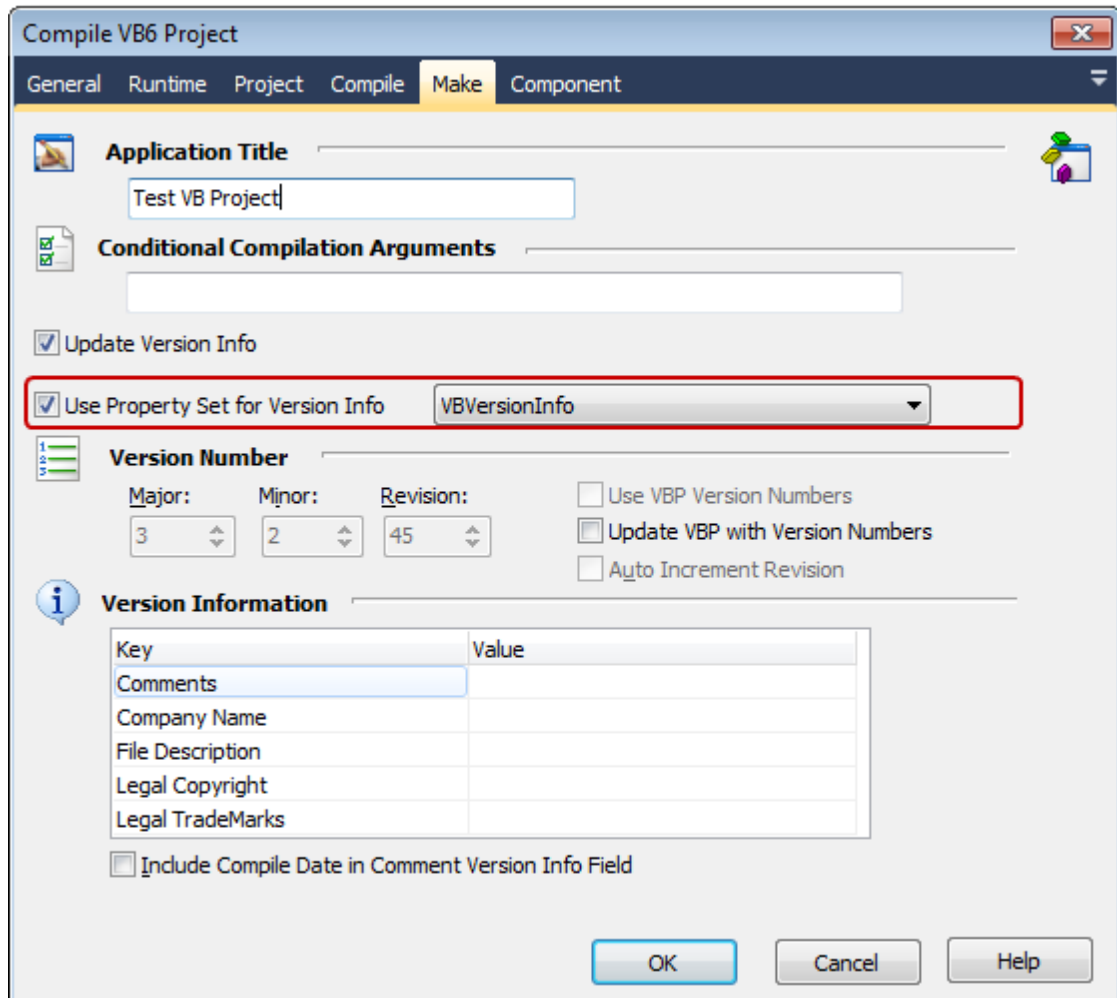 Compile VB6 Project
General Runtime Project Compile Make Component
Application Title
Test VB Project
Conditional Compilation Arguments
Update Version Info
Use Property Set for Version Info VBVersionInfo
Version Number
Major: Minor: Revision: Use VBP Version Numbers
3 2 45 Update VBP with Version Numbers
Auto Increment Revision
Version Information
Key Value
Comments
Company Name
File Description
Legal Copyright
Legal TradeMarks
Include Compile Date in Comment Version Info Field
OK Cancel Help